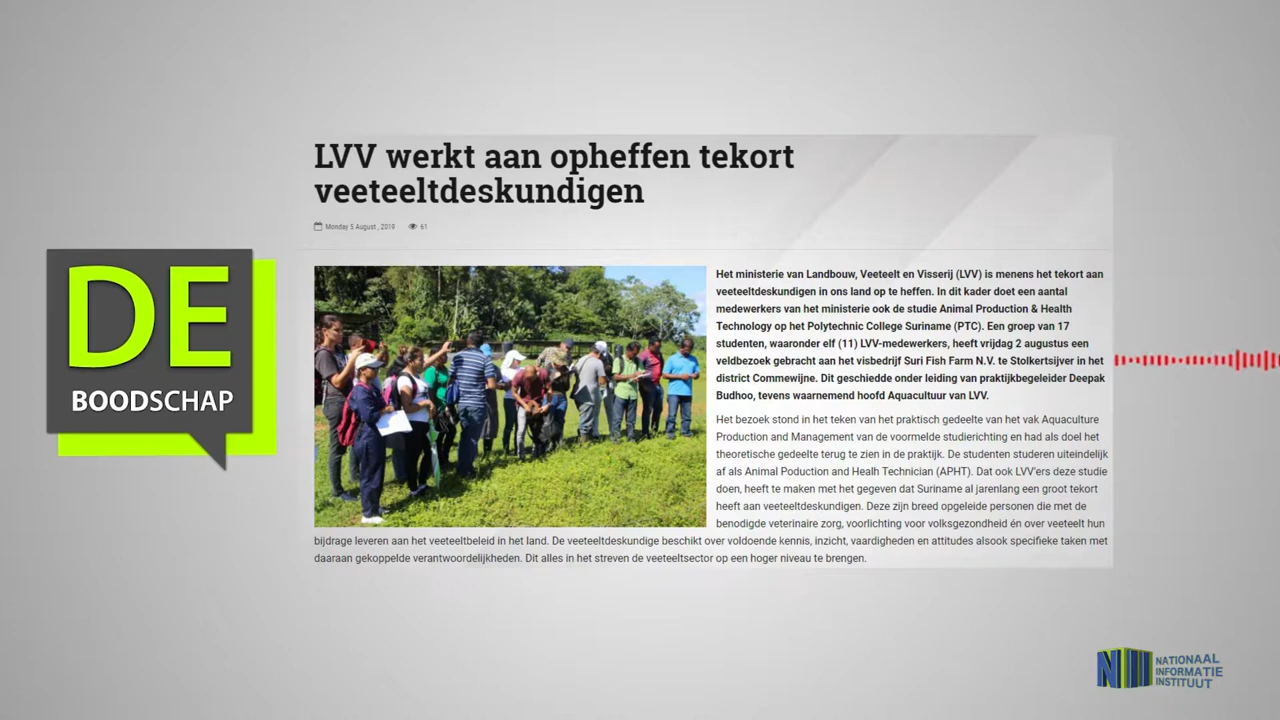 LVV werkt aan opheffen tekort
veeteeltdeskundigen
Monday 5 August , 2019 61
DE
BOODSCHAP
Het ministerie van Landbouw, Veeteelt en Visserij (LVV) is menens het tekort aan
veeteeltdeskundigen in ons land op te heffen. In dit kader doet een aantal
medewerkers van het ministerie ook de studie Animal Production & Health
Technology op het Polytechnic College Suriname (PTC). Een groep van 17
studenten, waaronder elf (11) LVV-medewerkers, heeft vrijdag 2 augustus een
veldbezoek gebracht aan het visbedrijf Suri Fish Farm N.V. te Stolkertsijver in het
district Commewijne. Dit geschiedde onder leiding van praktijkbegeleider Deepak
Budhoo, tevens waarnemend hoofd Aquacultuur van LVV.
Het bezoek stond in het teken van het praktisch gedeelte van het vak Aquaculture
Production and Management van de voormelde studierichting en had als doel het
theoretische gedeelte terug te zien in de praktijk. De studenten studeren uiteindelijk
af als Animal Poduction and Healh Technician (APHT). Dat ook LVV'ers deze studie
doen, heeft te maken met het gegeven dat Suriname al jarenlang een groot tekort
heeft aan veeteeltdeskundigen. Deze zijn breed opgeleide personen die met de
benodigde veterinaire zorg, voorlichting voor volksgezondheid én over veeteelt hun
bijdrage leveren aan het veeteeltbeleid in het land. De veeteeltdeskundige beschikt over voldoende kennis, inzicht, vaardigheden en attitudes alsook specifieke taken met
daaraan gekoppelde verantwoordelijkheden. Dit alles in het streven de veeteeltsector op een hoger niveau te brengen.
NII NATIONAAL
INFORMATIE
INSTITUUT